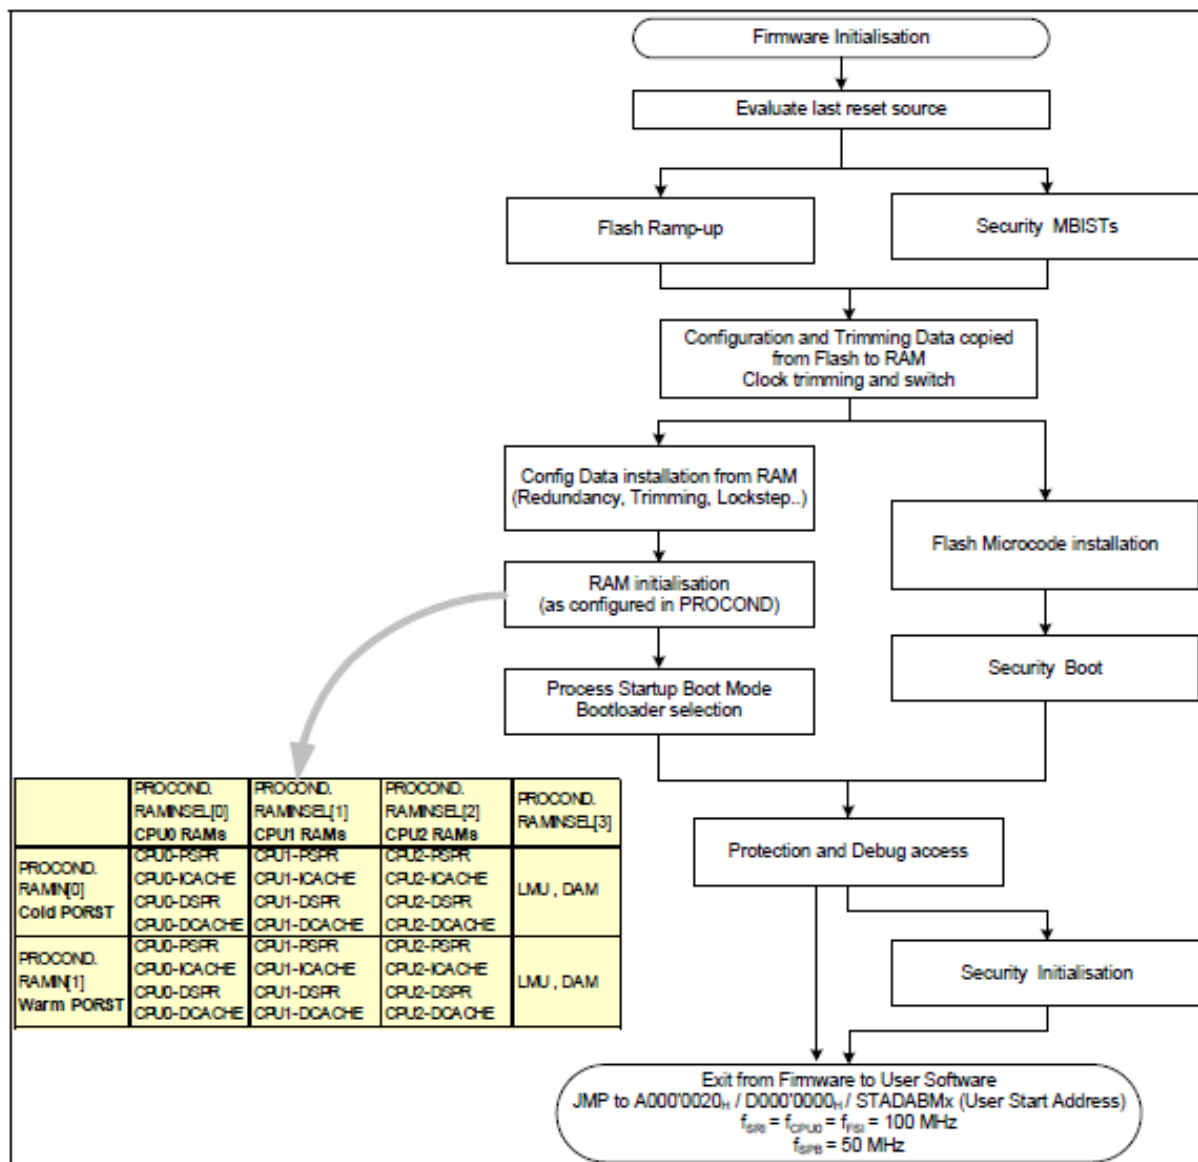 Firmware Initialisation
Evaluate last reset source
Flash Ramp-up
Security MBISTs
Configuration and Trimming Data copied
from Flash to RAM
Clock trimming and switch
Config Data installation from RAM
(Redundancy, Trimming, Lockstep..)
Flash Microcode installation
RAM initialisation
(as configured in PROCOND)
Security Boot
Process Startup Boot Mode
Bootloader selection
PROCOND.
RAMINSEL[0]
CPU0 RAMs
PROCOND.
RAMINSEL[1]
CPU1 RAMs
PROCOND.
RAMINSEL[2]
CPU2 RAMs
PROCOND.
RAMINSEL[3]
PROCOND.
RAMIN[0]
Cold PORST
CPU0-PSPR
CPU0-ICACHE
CPU0-DSPR
CPU0-DCACHE
CPU1-PSPR
CPU1-ICACHE
CPU1-DSPR
CPU1-DCACHE
CPU2-PSPR
CPU2-ICACHE
CPU2-DSPR
CPU2-DCACHE
LMU , DAM
PROCOND.
RAMIN[1]
Warm PORST
CPU0-PSPR
CPU0-ICACHE
CPU0-DSPR
CPU0-DCACHE
CPU1-PSPR
CPU1-ICACHE
CPU1-DSPR
CPU1-DCACHE
CPU2-PSPR
CPU2-ICACHE
CPU2-DSPR
CPU2-DCACHE
LMU , DAM
Protection and Debug access
Security Initialisation
Exit from Firmware to User Software
JMP to A000'0020H / D000'0000H / STADABMx (User Start Address)
fSRI = fCPU0 = fFSI = 100 MHz
fSPB = 50 MHz